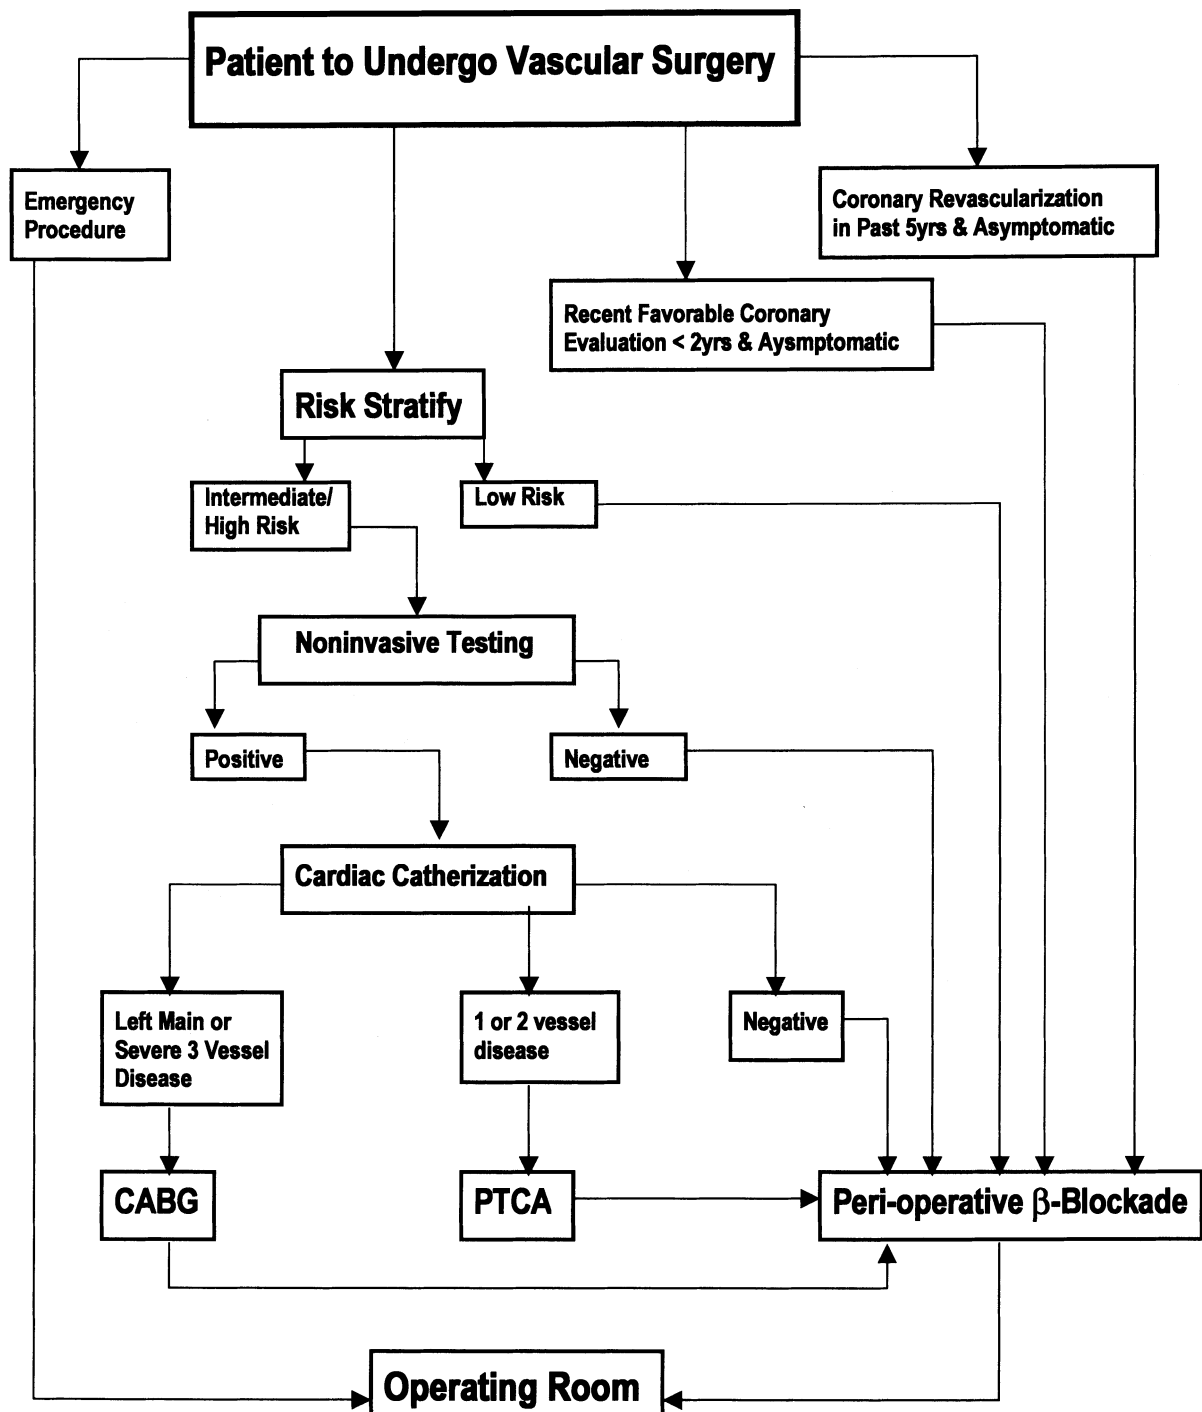 Patient to Undergo Vascular Surgery
Emergency
Procedure
Coronary Revascularization
in Past 5yrs & Asymptomatic
Recent Favorable Coronary
Evaluation < 2yrs & Aysmptomatic
Risk Stratify
Intermediate/
High Risk
Low Risk
Noninvasive Testing
Positive
Negative
Cardiac Catherization
Left Main or
Severe 3 Vessel
Disease
1 or 2 vessel
disease
Negative
CABG
PTCA
Peri-operative β-Blockade
Operating Room